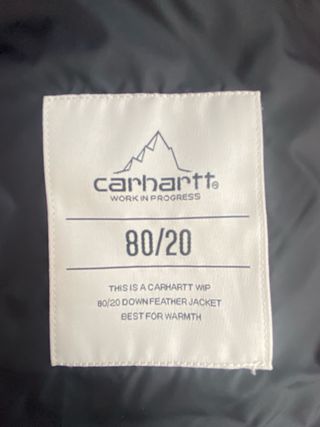 carhartt®
WORK IN PROGRESS
80/20
THIS IS A CARHARTT WIP
80/20 DOWN FEATHER JACKET
BEST FOR WARMTH